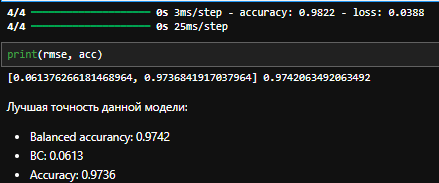 4/4 ━━━━━━━━━━━━━━━━━━━━ 0s 3ms/step - accuracy: 0.9822 - loss: 0.0388
4/4 ━━━━━━━━━━━━━━━━━━━━ 0s 25ms/step
print(rmse, acc)
[0.061376266181468964, 0.9736841917037964] 0.9742063492063492
Лучшая точность данной модели:
• Balanced accurancy: 0.9742
• BC: 0.0613
• Accuracy: 0.9736